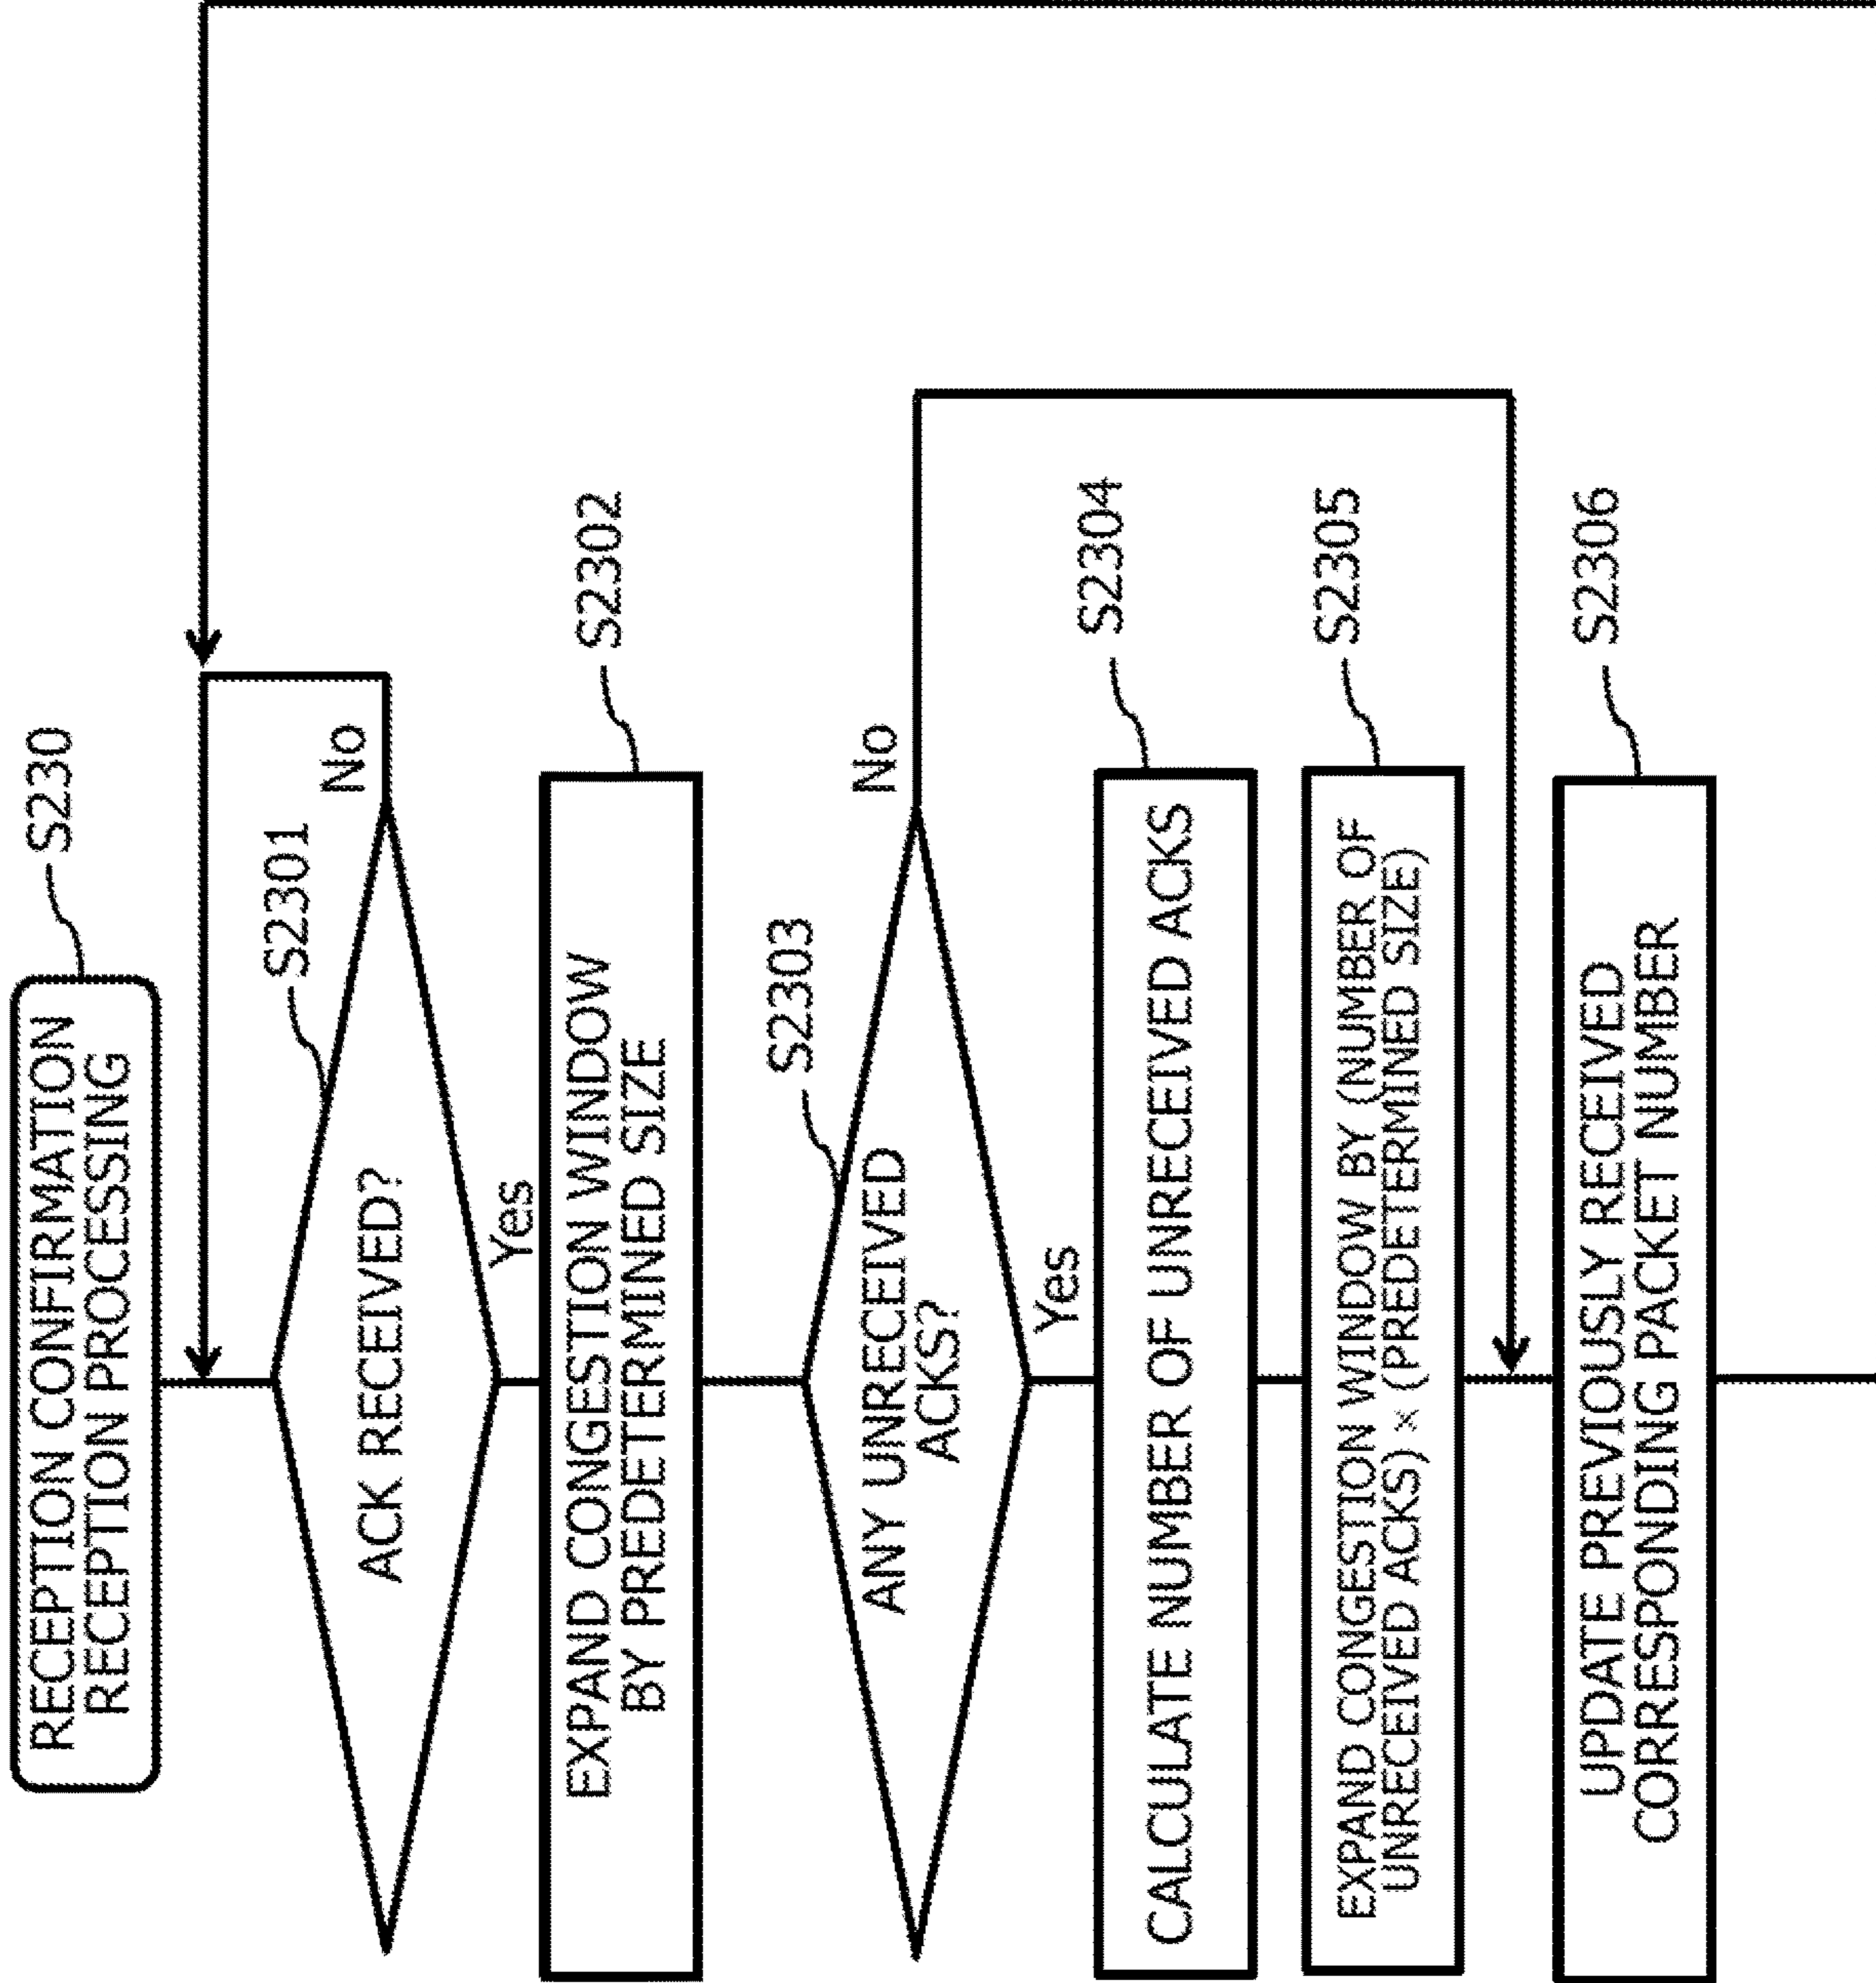 RECEPTION CONFIRMATION
RECEPTION PROCESSING
S230
S2301
ACK RECEIVED?
No
Yes
EXPAND CONGESTION WINDOW
BY PREDETERMINED SIZE
S2302
S2303
ANY UNRECEIVED
ACKS?
No
Yes
CALCULATE NUMBER OF UNRECEIVED ACKS
S2304
EXPAND CONGESTION WINDOW BY (NUMBER OF
UNRECEIVED ACKS) × (PREDETERMINED SIZE)
S2305
UPDATE PREVIOUSLY RECEIVED
CORRESPONDING PACKET NUMBER
S2306